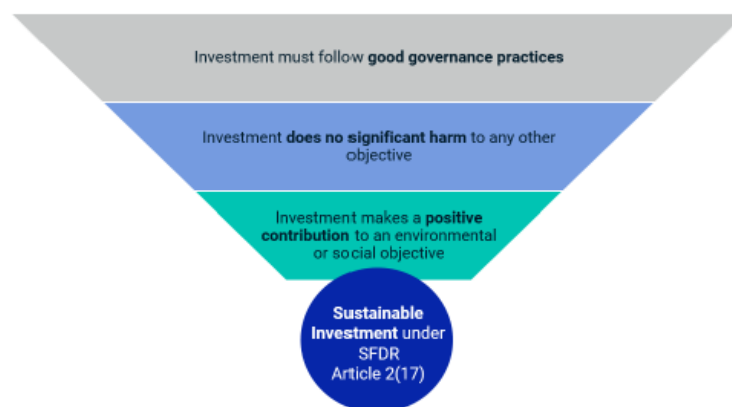 Investment must follow good governance practices
Investment does no significant harm to any other
objective
Investment makes a positive
contribution to an environmental
or social objective
Sustainable
Investment under
SFDR
Article 2(17)